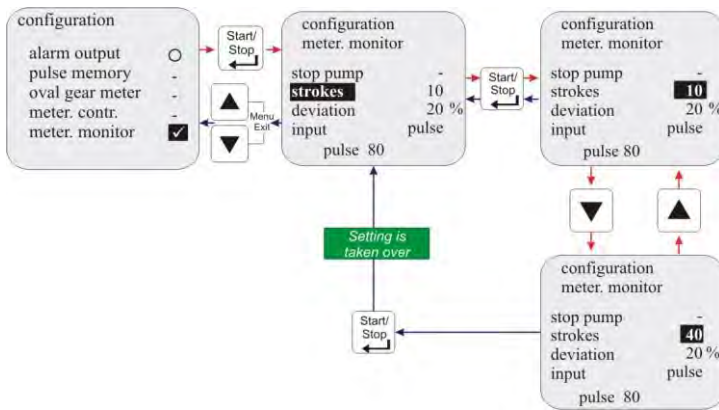 configuration
alarm output O
pulse memory -
oval gear meter -
meter. contr. -
meter. monitor ✔
Start/
Stop
Menu
Exit
configuration
meter. monitor
stop pump -
strokes 10
deviation 20 %
input pulse
pulse 80
Start/
Stop
configuration
meter. monitor
stop pump -
strokes 10
deviation 20 %
input pulse
pulse 80
Setting is
taken over
Start/
Stop
configuration
meter. monitor
stop pump -
strokes 40
deviation 20 %
input pulse
pulse 80